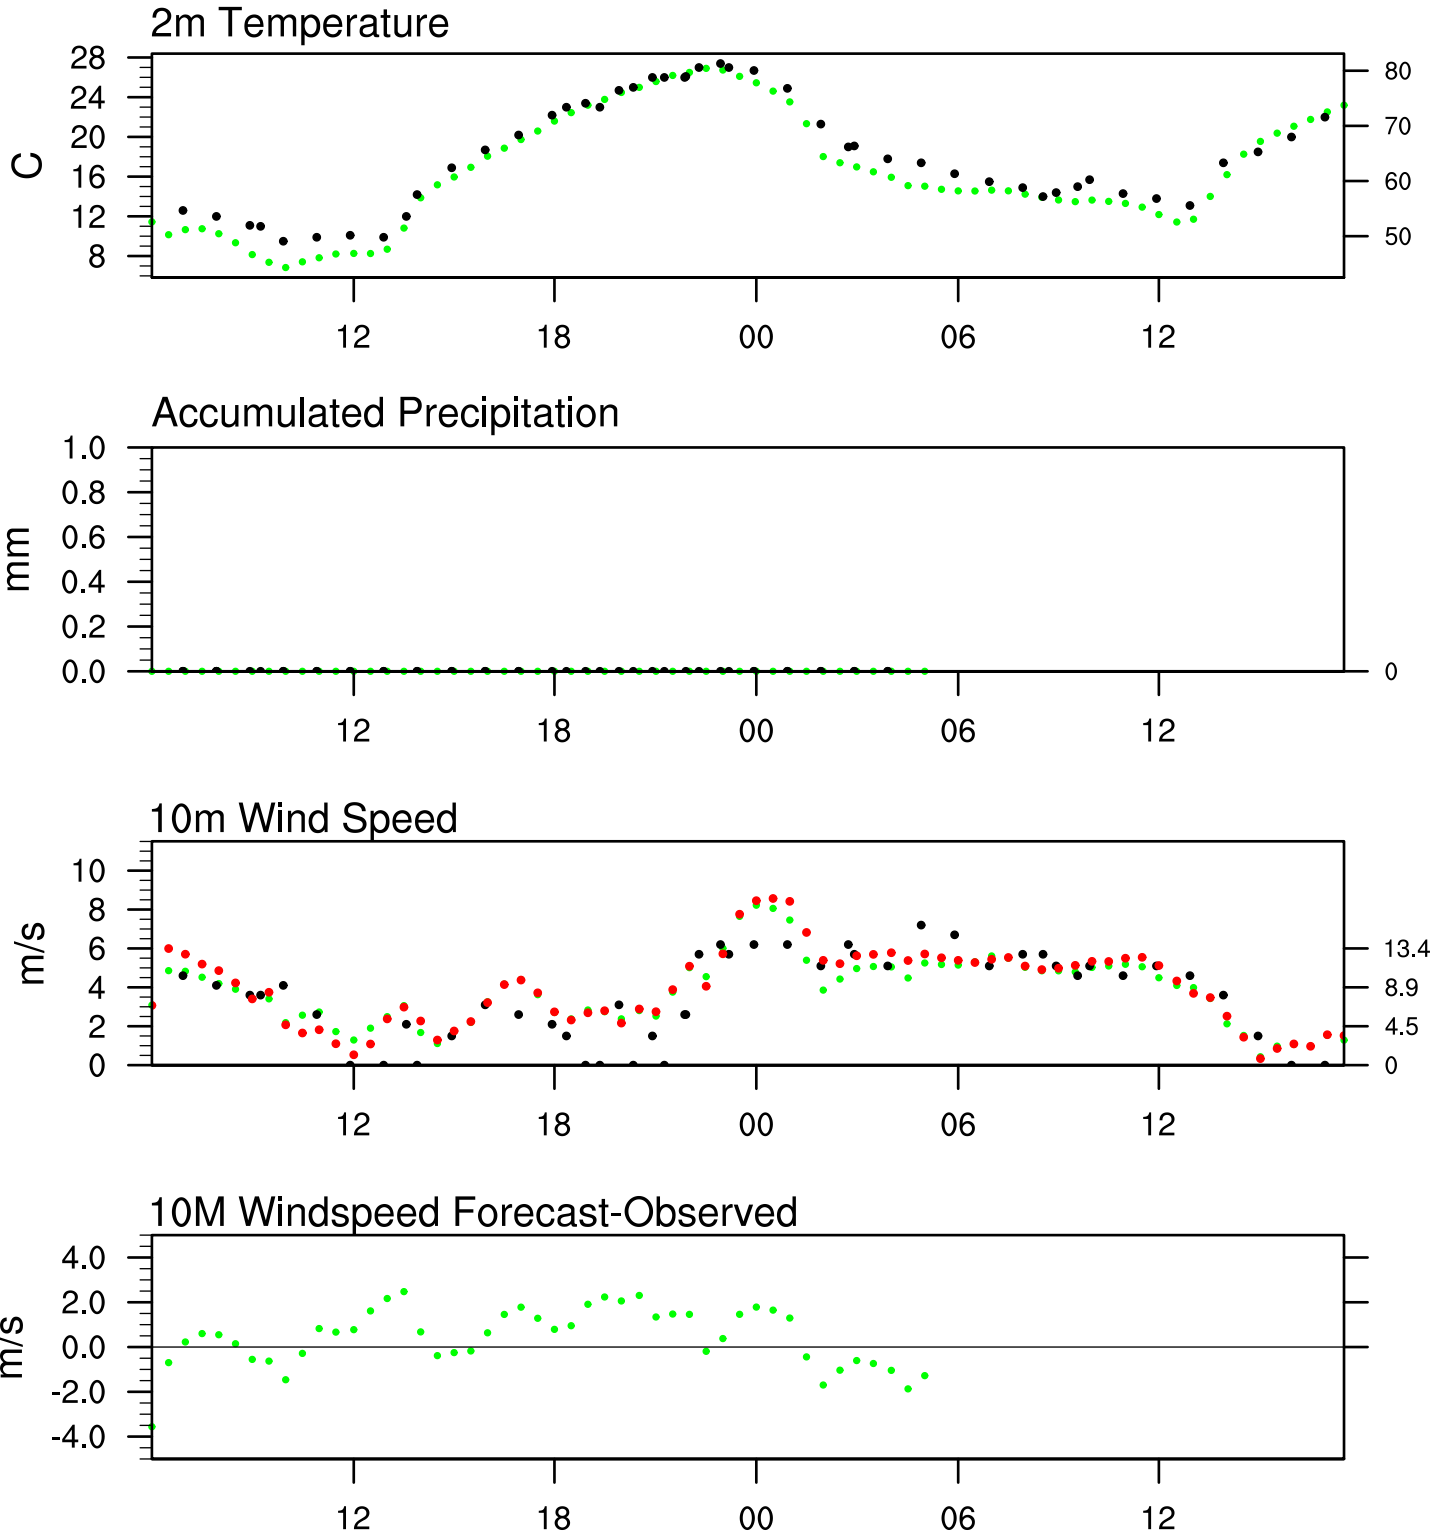 2m Temperature
28
24
20
16
12
8
C
80
70
60
50
12 18 00 06 12
Accumulated Precipitation
1.0
0.8
0.6
0.4
0.2
0.0
mm
0
12 18 00 06 12
10m Wind Speed
10
8
6
4
2
0
m/s
13.4
8.9
4.5
0
12 18 00 06 12
10M Windspeed Forecast-Observed
4.0
2.0
0.0
-2.0
-4.0
m/s
12 18 00 06 12